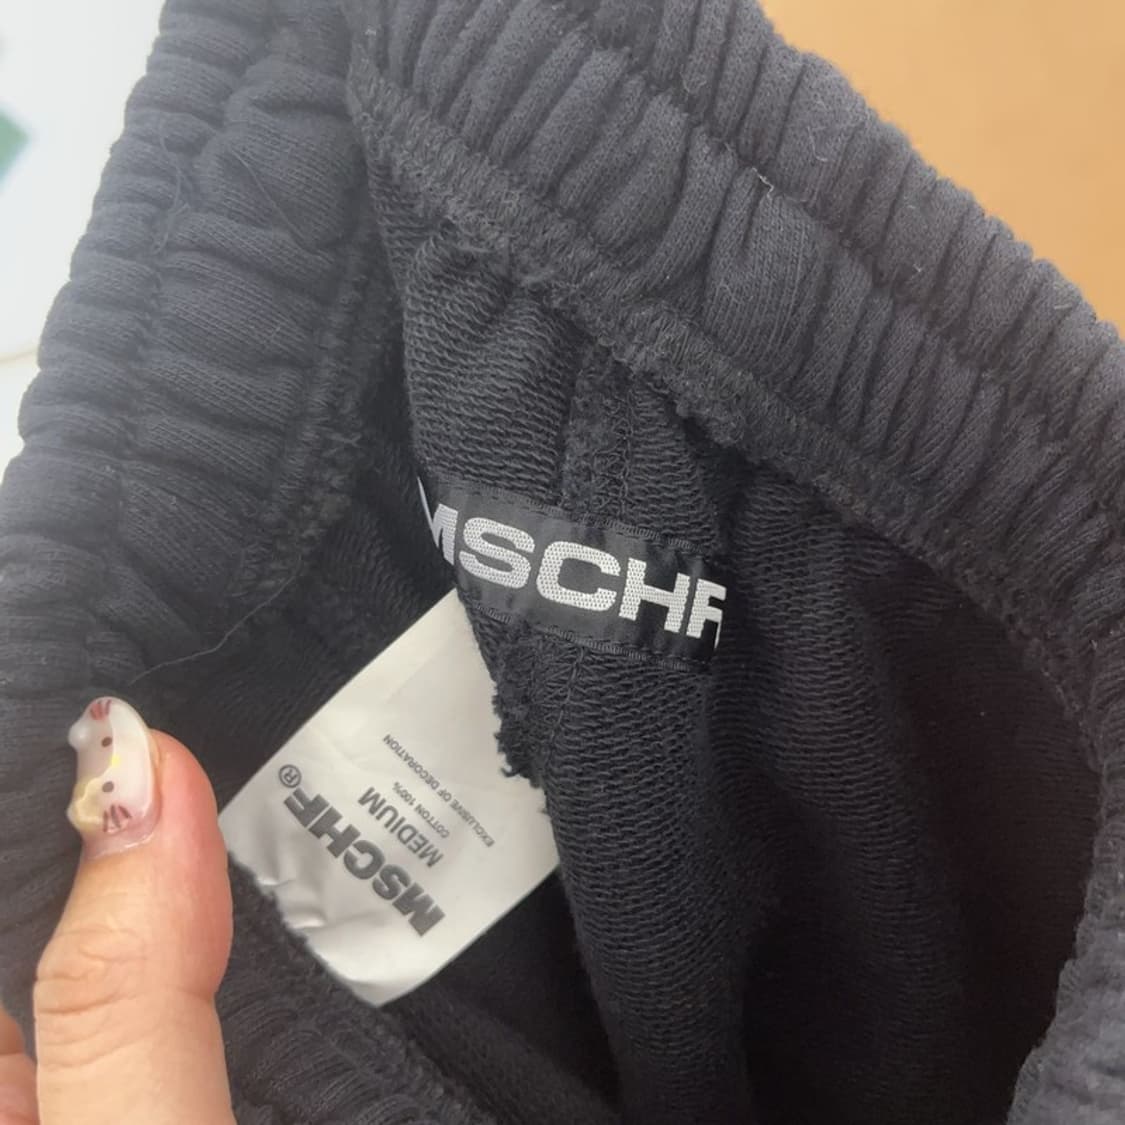 MSCHF
MSCHF®
MEDIUM
COTTON 100%
EXCLUSIVE OF DECORATION